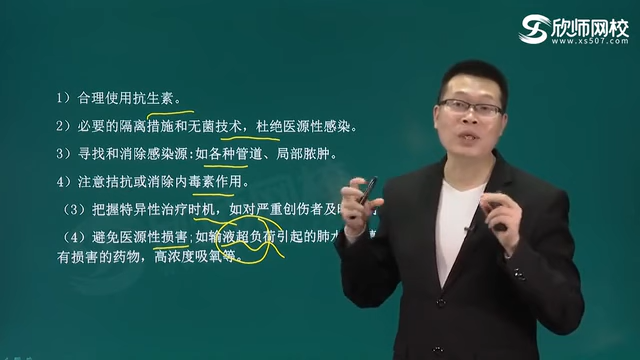 欣师网校
www.xs507.com
1）合理使用抗生素。
2）必要的隔离措施和无菌技术，杜绝医源性感染。
3）寻找和消除感染源:如各种管道、局部脓肿。
4）注意拮抗或消除内毒素作用。
（3）把握特异性治疗时机，如对严重创伤者及
（4）避免医源性损害;如输液超负荷引起的肺
有损害的药物，高浓度吸氧等。